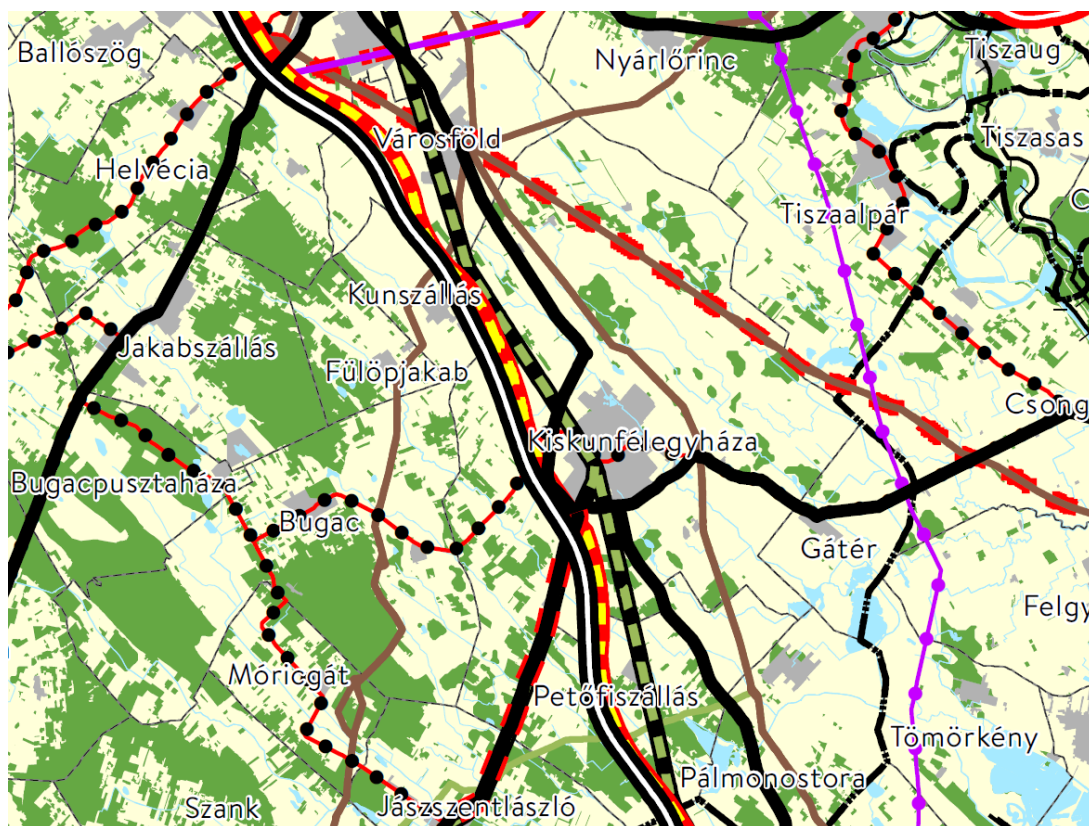 Ballószög
Nyárlőrinc
Tiszaug
Városföld
Tiszasas
Helvécia
Tiszaalpár
C
Kunszállás
Jakabszállás
Fülöpjakab
Csong
Kiskunfélegyháza
Bugacpusztaháza
Bugac
Gátér
Felgy
Móricgát
Petőfiszállás
Tömörkény
Pálmonostora
Szank
Jászszentlászló